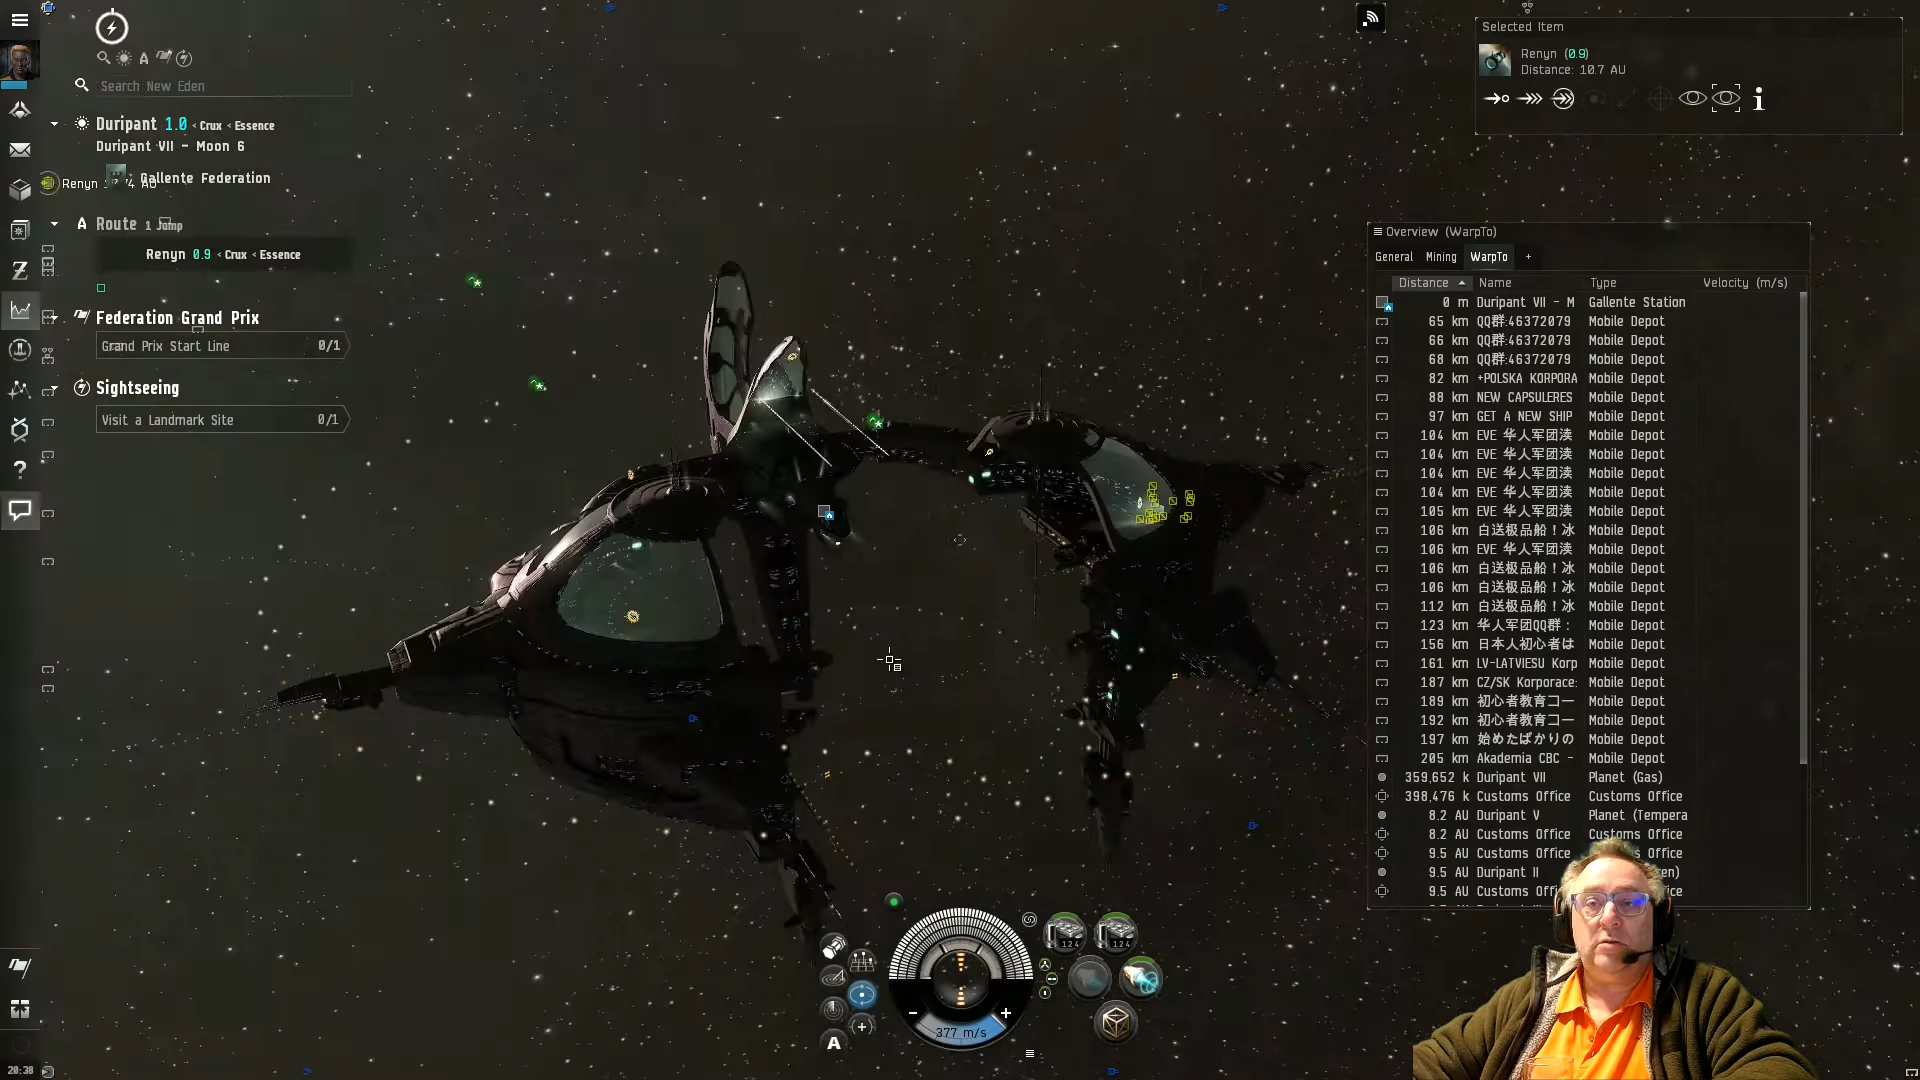 Search New Eden
Duripant 1.0 < Crux < Essence
Duripant VII - Moon 6
Gallente Federation
Renyn
AU
A Route 1 Jump
Renyn 0.9 < Crux < Essence
Federation Grand Prix
Grand Prix Start Line 0/1
Sightseeing
Visit a Landmark Site 0/1
20:38
Selected Item
Renyn (0.9)
Distance: 10.7 AU
Overview (WarpTo)
General Mining WarpTo +
Distance Name Type Velocity (m/s)
0 m Duripant VII - M Gallente Station
65 km QQ群:46372079 Mobile Depot
66 km QQ群:46372079 Mobile Depot
68 km QQ群:46372079 Mobile Depot
82 km +POLSKA KORPORA Mobile Depot
88 km NEW CAPSULEERES Mobile Depot
97 km GET A NEW SHIP Mobile Depot
104 km EVE 华人军团渎 Mobile Depot
104 km EVE 华人军团渎 Mobile Depot
104 km EVE 华人军团渎 Mobile Depot
104 km EVE 华人军团渎 Mobile Depot
105 km EVE 华人军团渎 Mobile Depot
106 km 白送极品船！冰 Mobile Depot
106 km EVE 华人军团渎 Mobile Depot
106 km 白送极品船！冰 Mobile Depot
106 km 白送极品船！冰 Mobile Depot
112 km 白送极品船！冰 Mobile Depot
123 km 华人军团QQ群： Mobile Depot
156 km 日本人初心者は Mobile Depot
161 km LV-LATVIESU Korp Mobile Depot
187 km CZ/SK Korporace: Mobile Depot
189 km 初心者教育コー Mobile Depot
192 km 初心者教育コー Mobile Depot
197 km 始めたばかりの Mobile Depot
205 km Akademia CBC - Mobile Depot
359,652 k Duripant VII Planet (Gas)
398,476 k Customs Office Customs Office
8.2 AU Duripant V Planet (Tempera
8.2 AU Customs Office Customs Office
9.5 AU Customs Office
9.5 AU Duripant II
9.5 AU Customs Offi
124 124
377 m/s
A